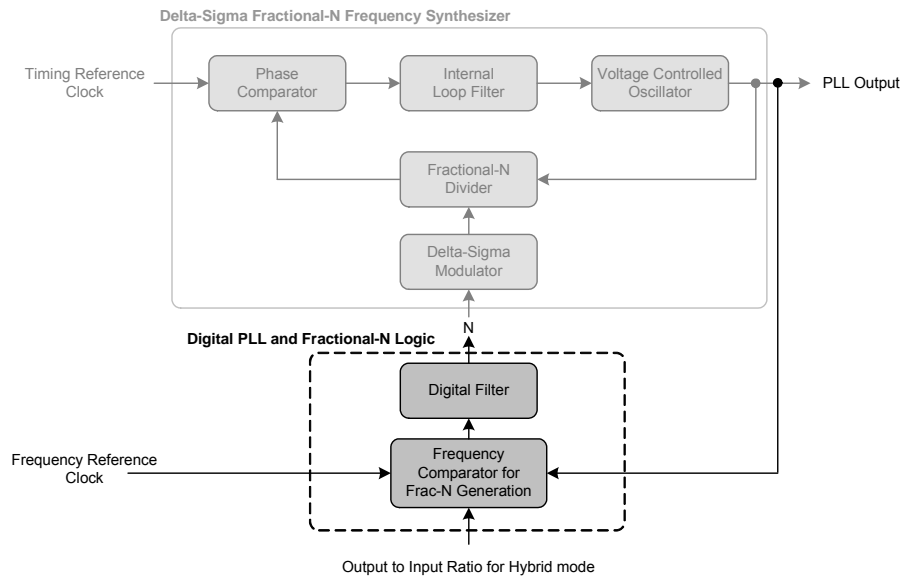 Delta-Sigma Fractional-N Frequency Synthesizer
Timing Reference
Clock
Phase
Comparator
Internal
Loop Filter
Voltage Controlled
Oscillator
PLL Output
Fractional-N
Divider
Delta-Sigma
Modulator
N
Digital PLL and Fractional-N Logic
Digital Filter
Frequency Reference
Clock
Frequency
Comparator for
Frac-N Generation
Output to Input Ratio for Hybrid mode